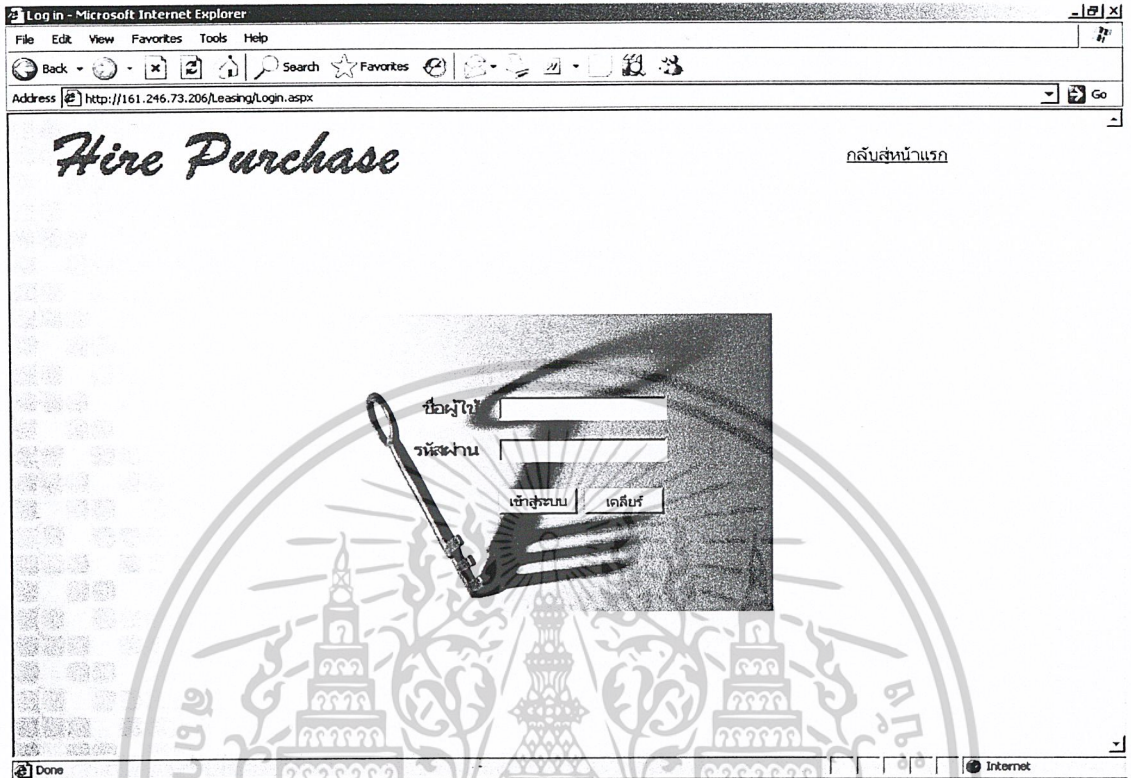 Log in - Microsoft Internet Explorer
File Edit View Favorites Tools Help
Back Search Favorites
Address http://161.246.73.206/Leasing/Login.aspx Go
Hire Purchase
กลับสู่หน้าแรก
ชื่อผู้ใช้
รหัสผ่าน
เข้าสู่ระบบ เคลียร์
Done Internet